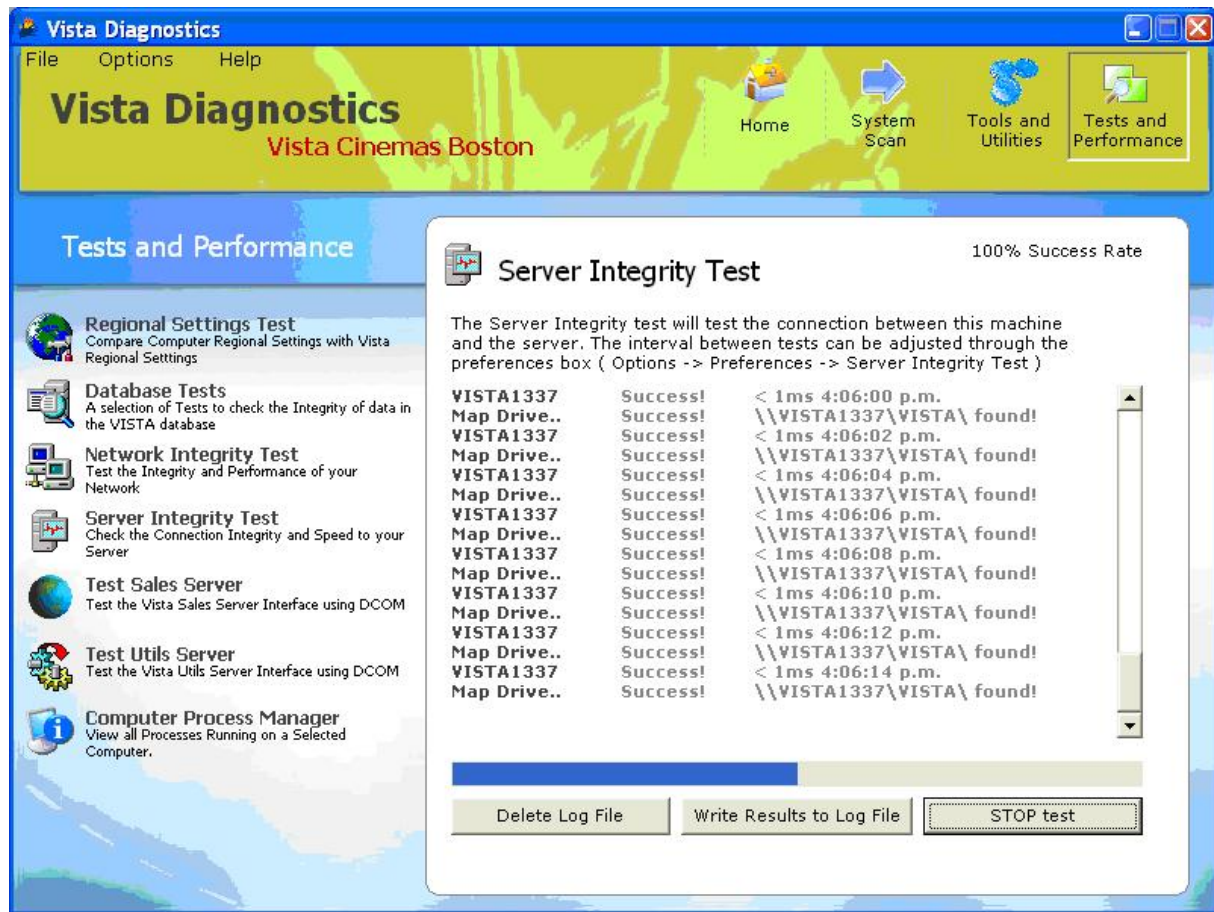 Vista Diagnostics
File Options Help
Vista Diagnostics
Vista Cinemas Boston
Home
System
Scan
Tools and
Utilities
Tests and
Performance
Tests and Performance
Regional Settings Test
Compare Computer Regional Settings with Vista
Regional Setttings
Database Tests
A selection of Tests to check the Integrity of data in
the VISTA database
Network Integrity Test
Test the Integrity and Performance of your
Network
Server Integrity Test
Check the Connection Integrity and Speed to your
Server
Test Sales Server
Test the Vista Sales Server Interface using DCOM
Test Utils Server
Test the Vista Utils Server Interface using DCOM
Computer Process Manager
View all Processes Running on a Selected
Computer.
Server Integrity Test
100% Success Rate
The Server Integrity test will test the connection between this machine
and the server. The interval between tests can be adjusted through the
preferences box ( Options -> Preferences -> Server Integrity Test )
VISTA1337 Success! < 1ms 4:06:00 p.m.
Map Drive.. Success! \\VISTA1337\VISTA\ found!
VISTA1337 Success! < 1ms 4:06:02 p.m.
Map Drive.. Success! \\VISTA1337\VISTA\ found!
VISTA1337 Success! < 1ms 4:06:04 p.m.
Map Drive.. Success! \\VISTA1337\VISTA\ found!
VISTA1337 Success! < 1ms 4:06:06 p.m.
Map Drive.. Success! \\VISTA1337\VISTA\ found!
VISTA1337 Success! < 1ms 4:06:08 p.m.
Map Drive.. Success! \\VISTA1337\VISTA\ found!
VISTA1337 Success! < 1ms 4:06:10 p.m.
Map Drive.. Success! \\VISTA1337\VISTA\ found!
VISTA1337 Success! < 1ms 4:06:12 p.m.
Map Drive.. Success! \\VISTA1337\VISTA\ found!
VISTA1337 Success! < 1ms 4:06:14 p.m.
Map Drive.. Success! \\VISTA1337\VISTA\ found!
Delete Log File
Write Results to Log File
STOP test